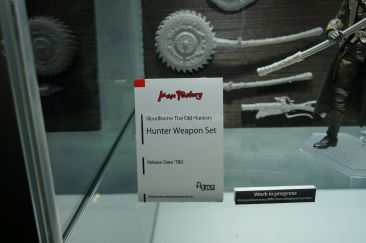 Max Factory
Bloodborne The Old Hunters
Hunter Weapon Set
Release Date :TBD
figma
Work in progress